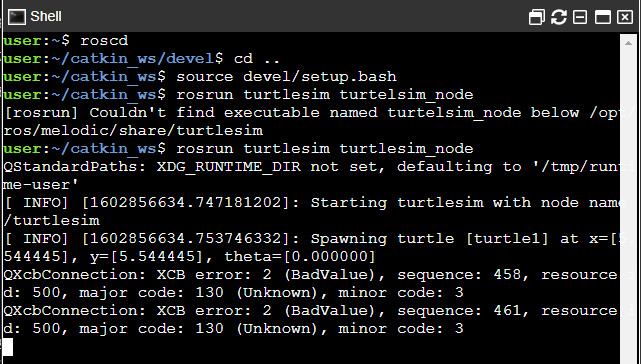 Shell
user:~$ roscd
user:~/catkin_ws/devel$ cd ..
user:~/catkin_ws$ source devel/setup.bash
user:~/catkin_ws$ rosrun turtlesim turtelsim_node
[rosrun] Couldn't find executable named turtelsim_node below /opt/
ros/melodic/share/turtlesim
user:~/catkin_ws$ rosrun turtlesim turtlesim_node
QStandardPaths: XDG_RUNTIME_DIR not set, defaulting to '/tmp/runti
me-user'
[ INFO] [1602856634.747181202]: Starting turtlesim with node name
/turtlesim
[ INFO] [1602856634.753746332]: Spawning turtle [turtle1] at x=[5
544445], y=[5.544445], theta=[0.000000]
QXcbConnection: XCB error: 2 (BadValue), sequence: 458, resource
d: 500, major code: 130 (Unknown), minor code: 3
QXcbConnection: XCB error: 2 (BadValue), sequence: 461, resource
d: 500, major code: 130 (Unknown), minor code: 3